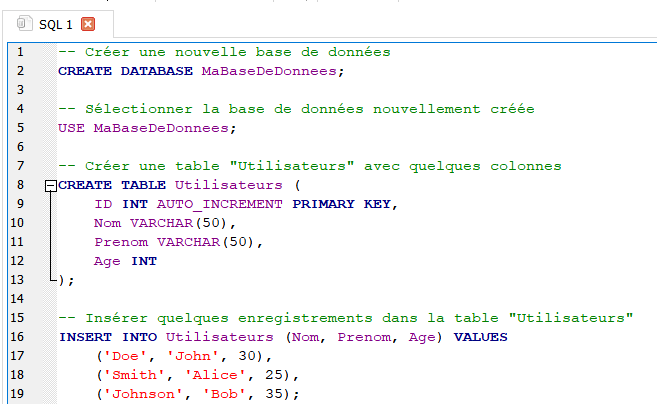 SQL 1
1 -- Créer une nouvelle base de données
2 CREATE DATABASE MaBaseDeDonnees;
3
4 -- Sélectionner la base de données nouvellement créée
5 USE MaBaseDeDonnees;
6
7 -- Créer une table "Utilisateurs" avec quelques colonnes
8 CREATE TABLE Utilisateurs (
9     ID INT AUTO_INCREMENT PRIMARY KEY,
10     Nom VARCHAR(50),
11     Prenom VARCHAR(50),
12     Age INT
13 );
14
15 -- Insérer quelques enregistrements dans la table "Utilisateurs"
16 INSERT INTO Utilisateurs (Nom, Prenom, Age) VALUES
17     ('Doe', 'John', 30),
18     ('Smith', 'Alice', 25),
19     ('Johnson', 'Bob', 35);